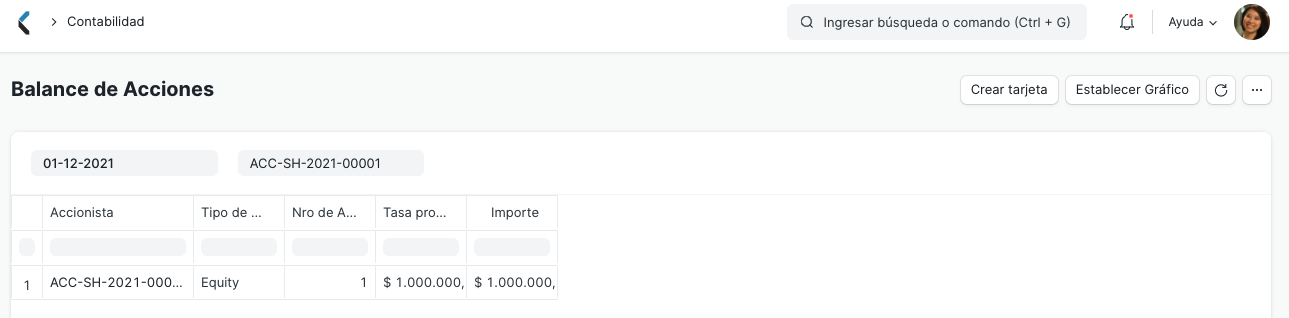 Contabilidad
Ingresar búsqueda o comando (Ctrl + G)
Ayuda
Balance de Acciones
Crear tarjeta
Establecer Gráfico
01-12-2021
ACC-SH-2021-00001
Accionista
Tipo de ...
Nro de A...
Tasa pro...
Importe
1
ACC-SH-2021-000...
Equity
1
$ 1.000.000,
$ 1.000.000,